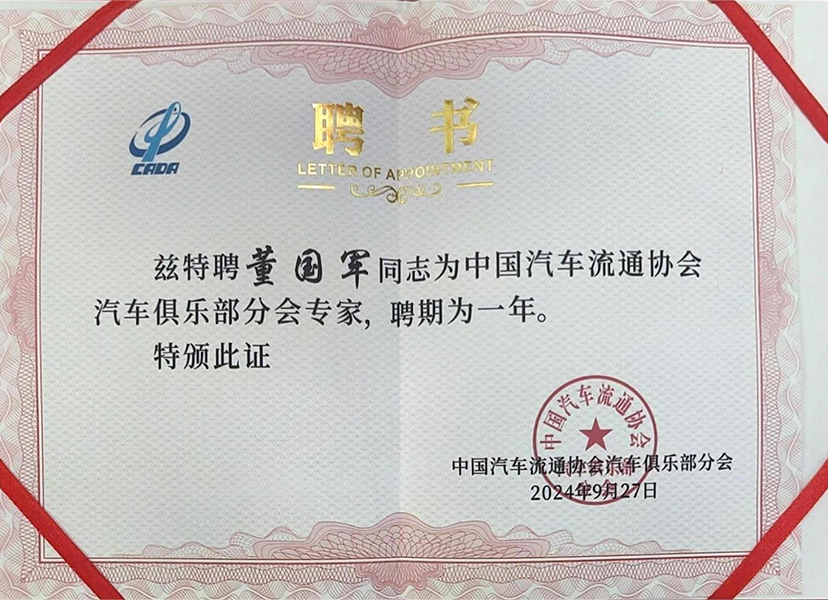 CADA
聘书
LETTER OF APPOINTMENT
兹特聘董国军同志为中国汽车流通协会
汽车俱乐部分会专家，聘期为一年。
特颁此证
中国汽车流通协会
中国汽车流通协会汽车俱乐部分会
2024年9月27日